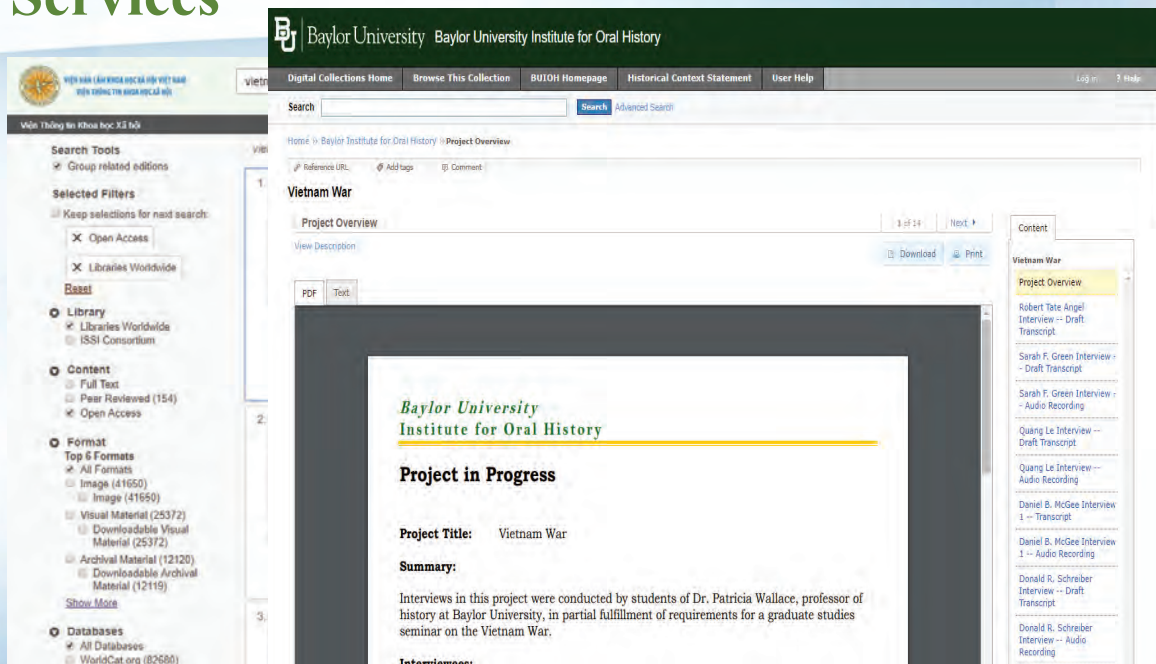 Services
VIỆN HÀN LÂM KHOA HỌC XÃ HỘI VIỆT NAM
VIỆN THÔNG TIN KHOA HỌC XÃ HỘI
vietn
Viện Thông tin Khoa học Xã hội
Search Tools
Group related editions
Selected Filters
Keep selections for next search:
X Open Access
X Libraries Worldwide
Reset
Library
Libraries Worldwide
ISSI Consortium
Content
Full Text
Peer Reviewed (154)
Open Access
Format
Top 6 Formats
All Formats
Image (41650)
Image (41650)
Visual Material (25372)
Downloadable Visual
Material (25372)
Archival Material (12120)
Downloadable Archival
Material (12119)
Show More
Databases
All Databases
WorldCat.org (82680)
1.
2.
3.
BU Baylor University Baylor University Institute for Oral History
Digital Collections Home Browse This Collection BUIOH Homepage Historical Context Statement User Help Log in ? Help
Search Search Advanced Search
Home » Baylor Institute for Oral History » Project Overview
Reference URL Add tags Comment
Vietnam War
Project Overview 1 of 14 Next
View Description
Download Print
PDF Text
Baylor University
Institute for Oral History
Project in Progress
Project Title: Vietnam War
Summary:
Interviews in this project were conducted by students of Dr. Patricia Wallace, professor of
history at Baylor University, in partial fulfillment of requirements for a graduate studies
seminar on the Vietnam War.
Interviewees:
Content
Vietnam War
Project Overview
Robert Tate Angel
Interview -- Draft
Transcript
Sarah F. Green Interview -
- Draft Transcript
Sarah F. Green Interview -
- Audio Recording
Quang Le Interview --
Draft Transcript
Quang Le Interview --
Audio Recording
Daniel B. McGee Interview
1 -- Transcript
Daniel B. McGee Interview
1 -- Audio Recording
Donald R. Schreiber
Interview -- Draft
Transcript
Donald R. Schreiber
Interview -- Audio
Recording